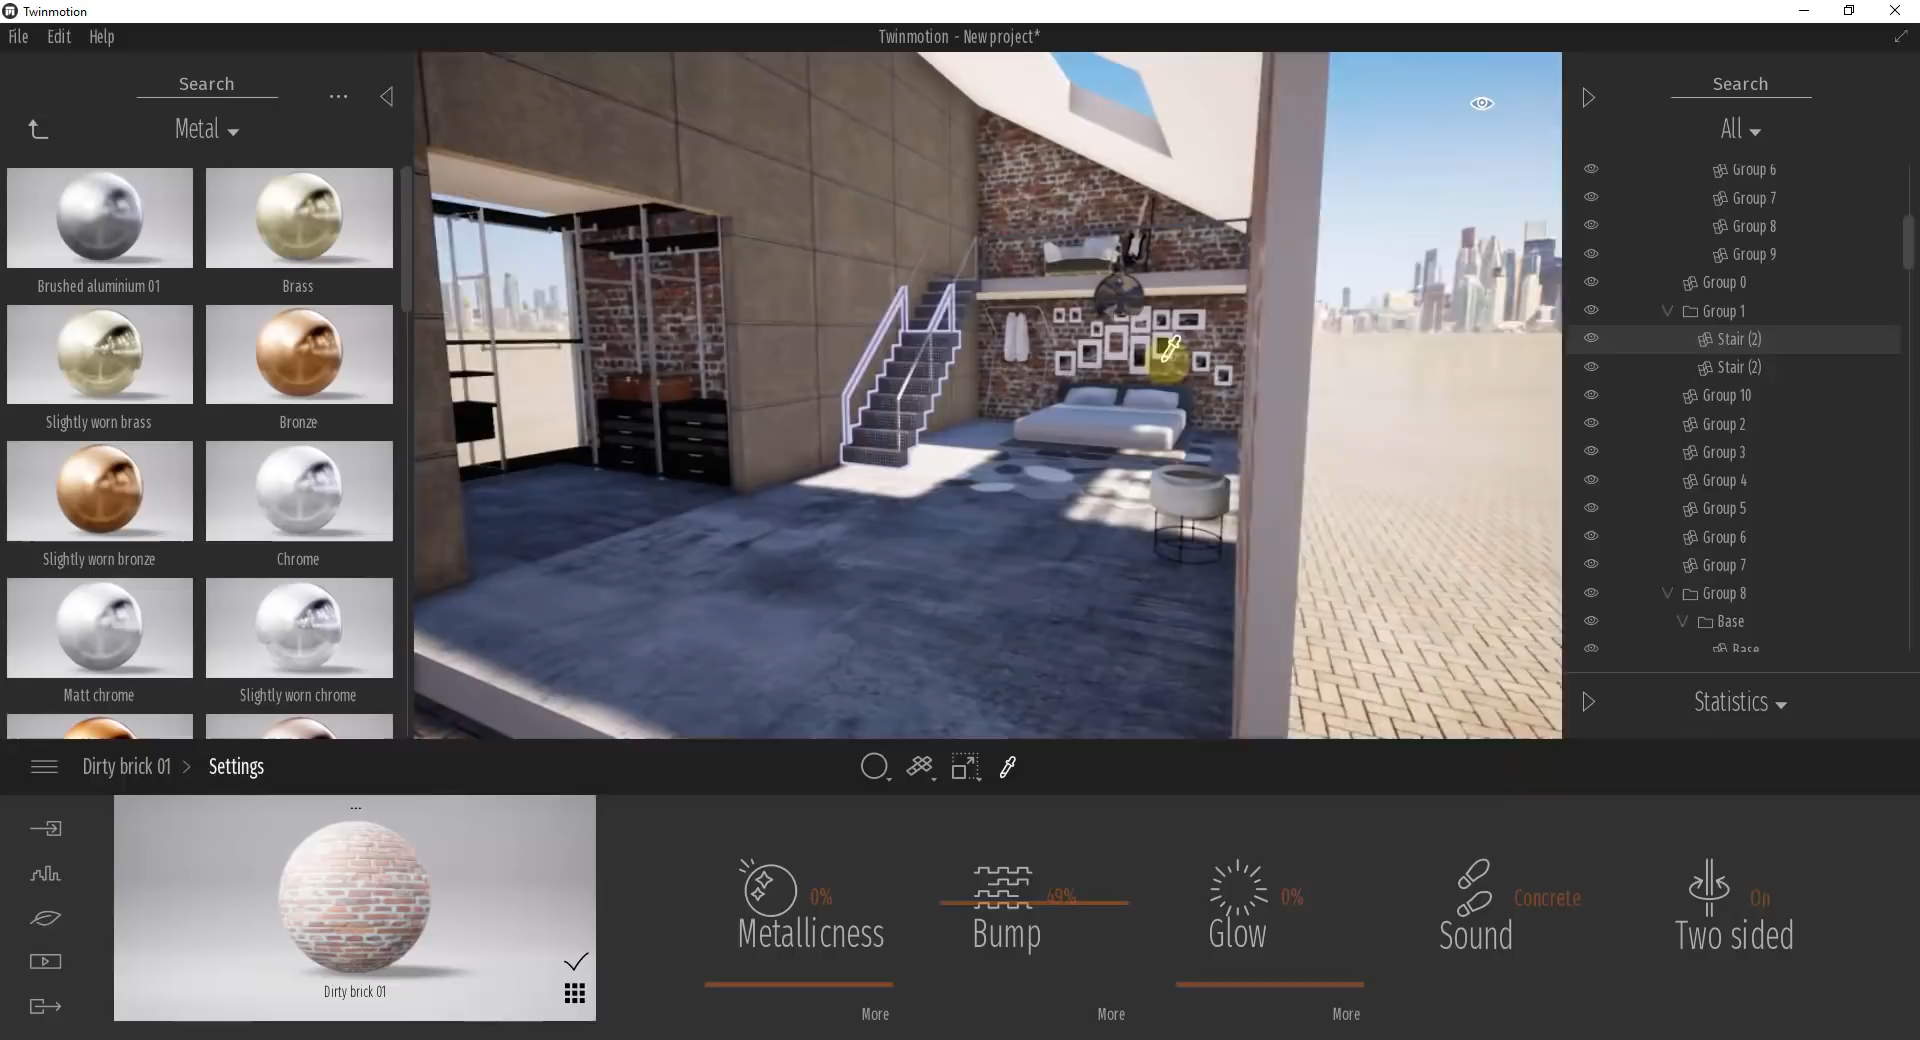 Twinmotion
File Edit Help
Twinmotion - New project*
Search
...
Metal
Brushed aluminium 01
Brass
Slightly worn brass
Bronze
Slightly worn bronze
Chrome
Matt chrome
Slightly worn chrome
Search
All
Group 6
Group 7
Group 8
Group 9
Group 0
Group 1
Stair (2)
Stair (2)
Group 10
Group 2
Group 3
Group 4
Group 5
Group 6
Group 7
Group 8
Base
Base
Statistics
Dirty brick 01 > Settings
...
Dirty brick 01
0%
Metallicness
More
49%
Bump
More
0%
Glow
More
Concrete
Sound
On
Two sided